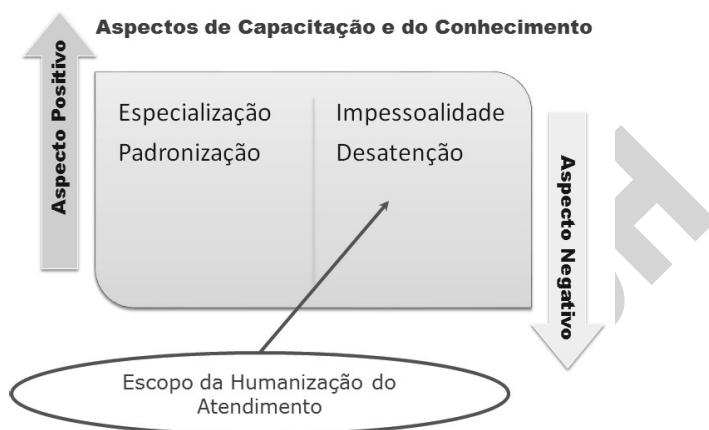 Aspectos de Capacitação e do Conhecimento
Aspecto Positivo
Especialização
Padronização
Impessoalidade
Desatenção
Aspecto Negativo
Escopo da Humanização do
Atendimento